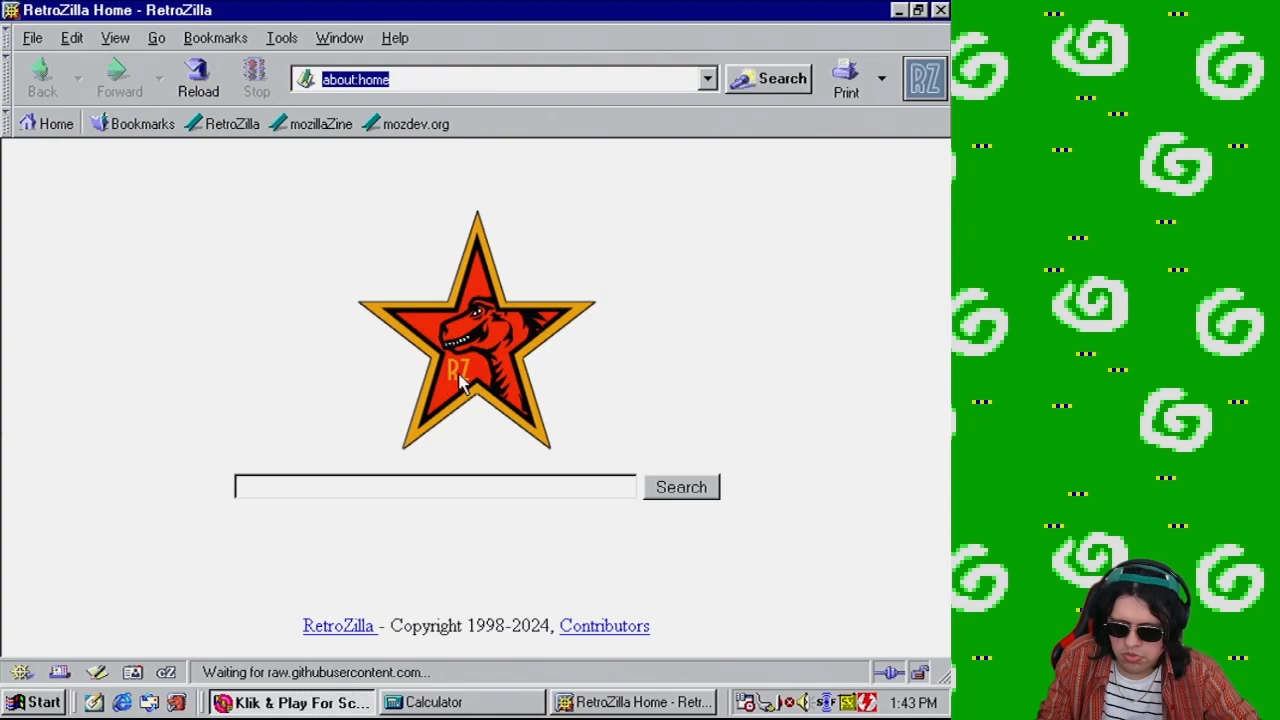 RetroZilla Home - RetroZilla
File Edit View Go Bookmarks Tools Window Help
Back Forward Reload Stop about:home Search Print RZ
Home Bookmarks RetroZilla mozillaZine mozdev.org
RZ
Search
RetroZilla - Copyright 1998-2024, Contributors
Waiting for raw.githubusercontent.com...
Start Klik & Play For Sc... Calculator RetroZilla Home - Retr... 1:43 PM